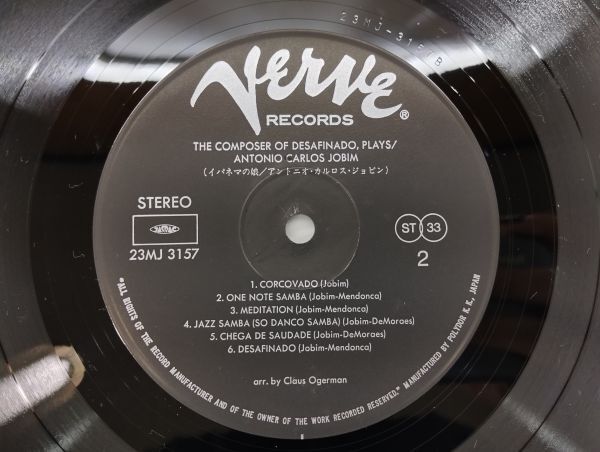 23MJ-3157B
VERVE
RECORDS®
THE COMPOSER OF DESAFINADO, PLAYS/
ANTONIO CARLOS JOBIM
(イパネマの娘/アントニオ・カルロス・ジョビン)
STEREO
JASRAC
23MJ 3157
ST 33
2
1. CORCOVADO (Jobim)
2. ONE NOTE SAMBA (Jobim-Mendonca)
3. MEDITATION (Jobim-Mendonca)
4. JAZZ SAMBA (SO DANCO SAMBA) (Jobim-DeMoraes)
5. CHEGA DE SAUDADE (Jobim-DeMoraes)
6. DESAFINADO (Jobim-Mendonca)
arr. by Claus Ogerman
"ALL RIGHTS OF THE RECORD MANUFACTURER AND OF THE OWNER OF THE WORK RECORDED RESERVED." MANUFACTURED BY POLYDOR K. K., JAPAN